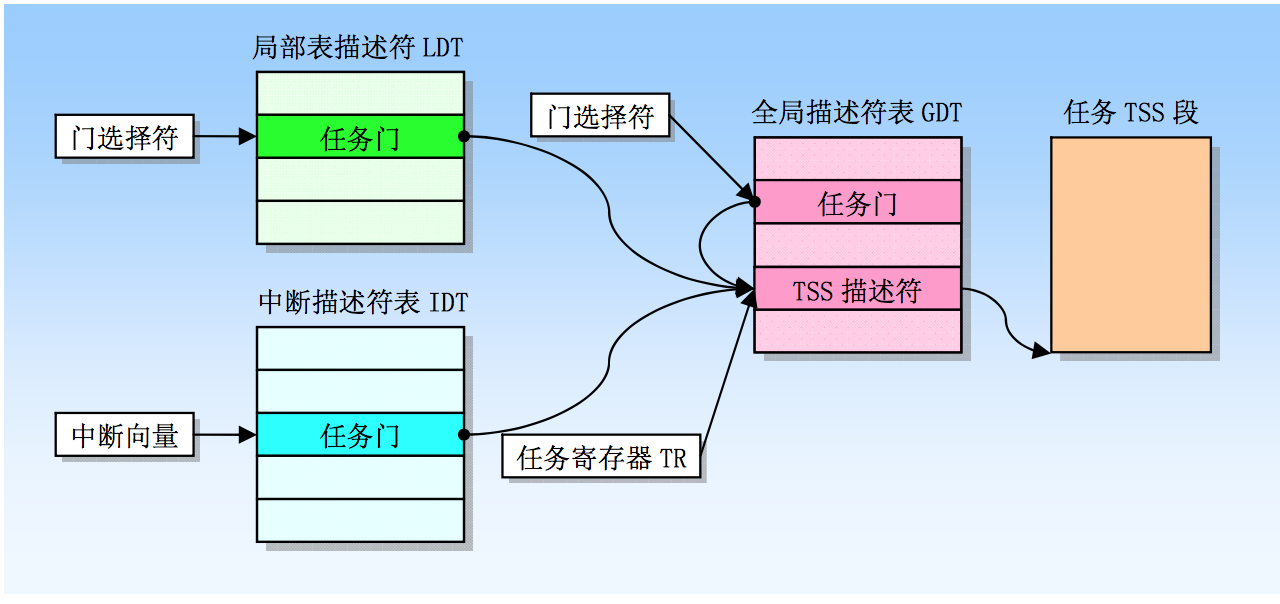 局部表描述符 LDT
门选择符
任务门
门选择符
全局描述符表 GDT
任务 TSS 段
任务门
TSS 描述符
中断描述符表 IDT
中断向量
任务门
任务寄存器 TR